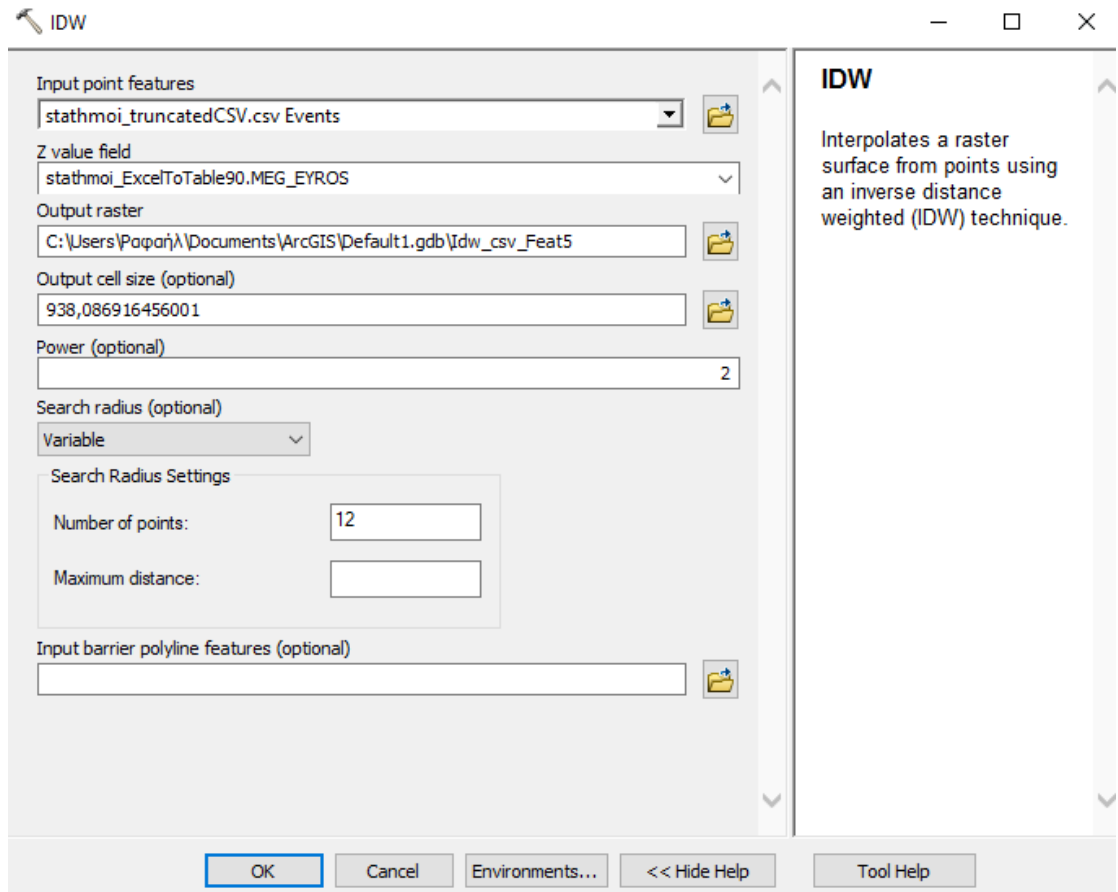 IDW
Input point features
stathmoi_truncatedCSV.csv Events
Z value field
stathmoi_ExcelToTable90.MEG_EYROS
Output raster
C:\Users\Ραφαήλ\Documents\ArcGIS\Default1.gdb\Idw_csv_Feat5
Output cell size (optional)
938,086916456001
Power (optional)
2
Search radius (optional)
Variable
Search Radius Settings
Number of points:
12
Maximum distance:
Input barrier polyline features (optional)
IDW
Interpolates a raster
surface from points using
an inverse distance
weighted (IDW) technique.
OK
Cancel
Environments...
<< Hide Help
Tool Help